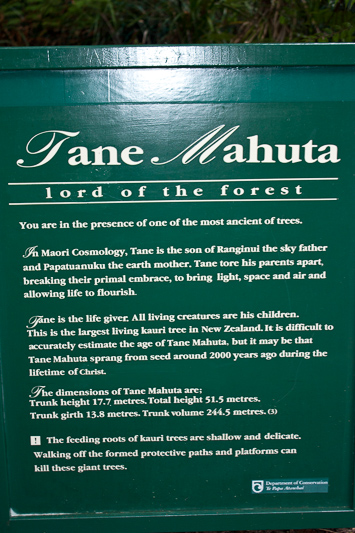 Tane Mahuta
lord of the forest
You are in the presence of one of the most ancient of trees.
In Maori Cosmology, Tane is the son of Ranginui the sky father
and Papatuanuku the earth mother. Tane tore his parents apart,
breaking their primal embrace, to bring light, space and air and
allowing life to flourish.
Tane is the life giver. All living creatures are his children.
This is the largest living kauri tree in New Zealand. It is difficult to
accurately estimate the age of Tane Mahuta, but it may be that
Tane Mahuta sprang from seed around 2000 years ago during the
lifetime of Christ.
The dimensions of Tane Mahuta are;
Trunk height 17.7 metres. Total height 51.5 metres.
Trunk girth 13.8 metres. Trunk volume 244.5 metres. (3)
! The feeding roots of kauri trees are shallow and delicate.
Walking off the formed protective paths and platforms can
kill these giant trees.
Department of Conservation
Te Papa Atawhai